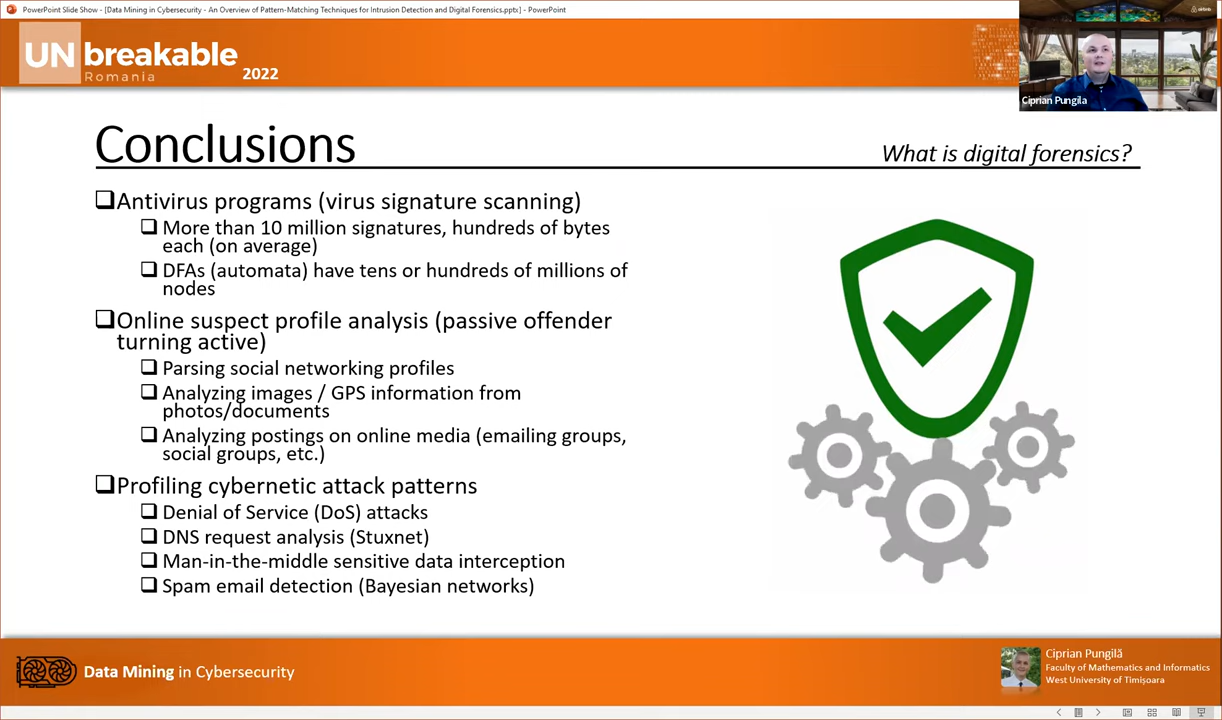 PowerPoint Slide Show - [Data Mining in Cybersecurity - An Overview of Pattern-Matching Techniques for Intrusion Detection and Digital Forensics.pptx] - PowerPoint
UNbreakable
Romania
2022
Ciprian Pungila
Conclusions
What is digital forensics?
Antivirus programs (virus signature scanning)
More than 10 million signatures, hundreds of bytes
each (on average)
DFAs (automata) have tens or hundreds of millions of
nodes
Online suspect profile analysis (passive offender
turning active)
Parsing social networking profiles
Analyzing images / GPS information from
photos/documents
Analyzing postings on online media (emailing groups,
social groups, etc.)
Profiling cybernetic attack patterns
Denial of Service (DoS) attacks
DNS request analysis (Stuxnet)
Man-in-the-middle sensitive data interception
Spam email detection (Bayesian networks)
Data Mining in Cybersecurity
Ciprian Pungilă
Faculty of Mathematics and Informatics
West University of Timișoara